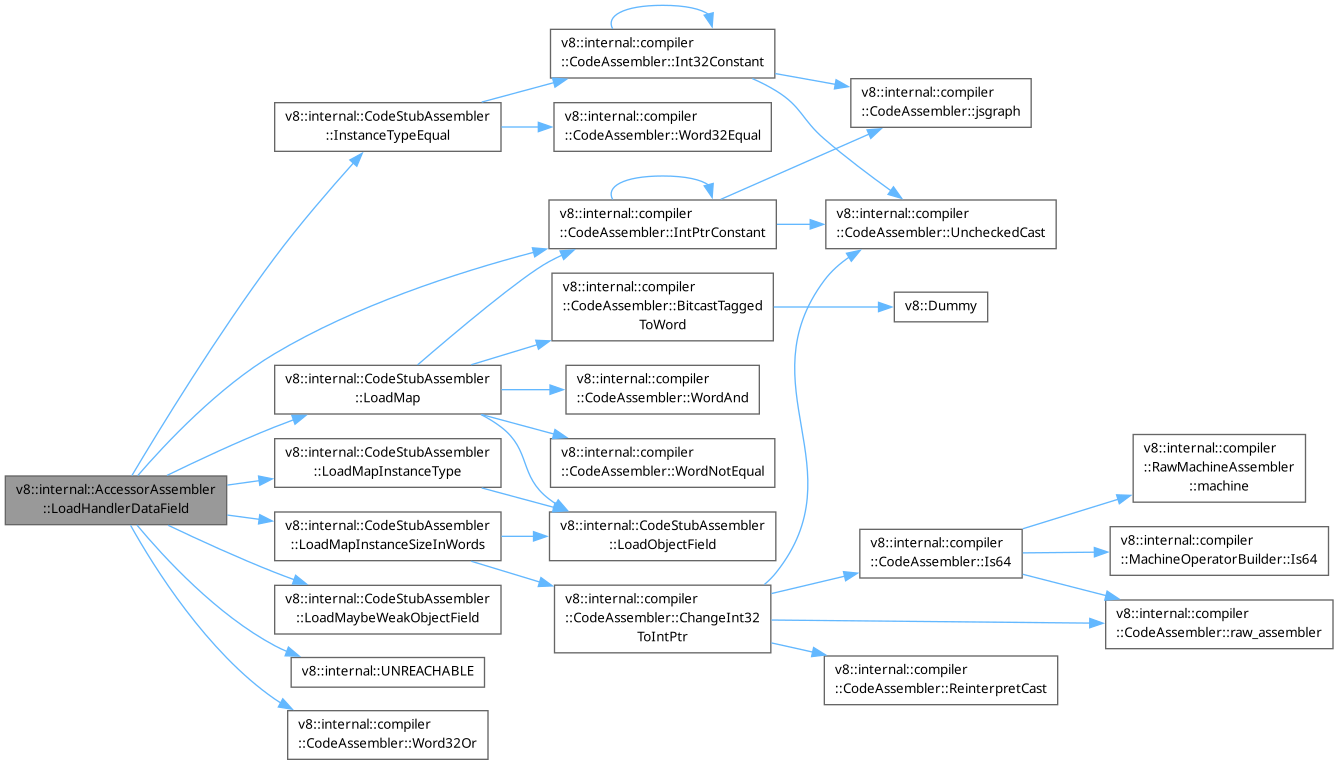 v8::internal::AccessorAssembler
::LoadHandlerDataField
v8::internal::CodeStubAssembler
::InstanceTypeEqual
v8::internal::CodeStubAssembler
::LoadMap
v8::internal::CodeStubAssembler
::LoadMapInstanceType
v8::internal::CodeStubAssembler
::LoadMapInstanceSizeInWords
v8::internal::CodeStubAssembler
::LoadMaybeWeakObjectField
v8::internal::UNREACHABLE
v8::internal::compiler
::CodeAssembler::Word32Or
v8::internal::compiler
::CodeAssembler::Int32Constant
v8::internal::compiler
::CodeAssembler::Word32Equal
v8::internal::compiler
::CodeAssembler::IntPtrConstant
v8::internal::compiler
::CodeAssembler::BitcastTagged
ToWord
v8::internal::compiler
::CodeAssembler::WordAnd
v8::internal::compiler
::CodeAssembler::WordNotEqual
v8::internal::CodeStubAssembler
::LoadObjectField
v8::internal::compiler
::CodeAssembler::ChangeInt32
ToIntPtr
v8::internal::compiler
::CodeAssembler::jsgraph
v8::internal::compiler
::CodeAssembler::UncheckedCast
v8::Dummy
v8::internal::compiler
::CodeAssembler::Is64
v8::internal::compiler
::CodeAssembler::ReinterpretCast
v8::internal::compiler
::RawMachineAssembler
::machine
v8::internal::compiler
::MachineOperatorBuilder::Is64
v8::internal::compiler
::CodeAssembler::raw_assembler